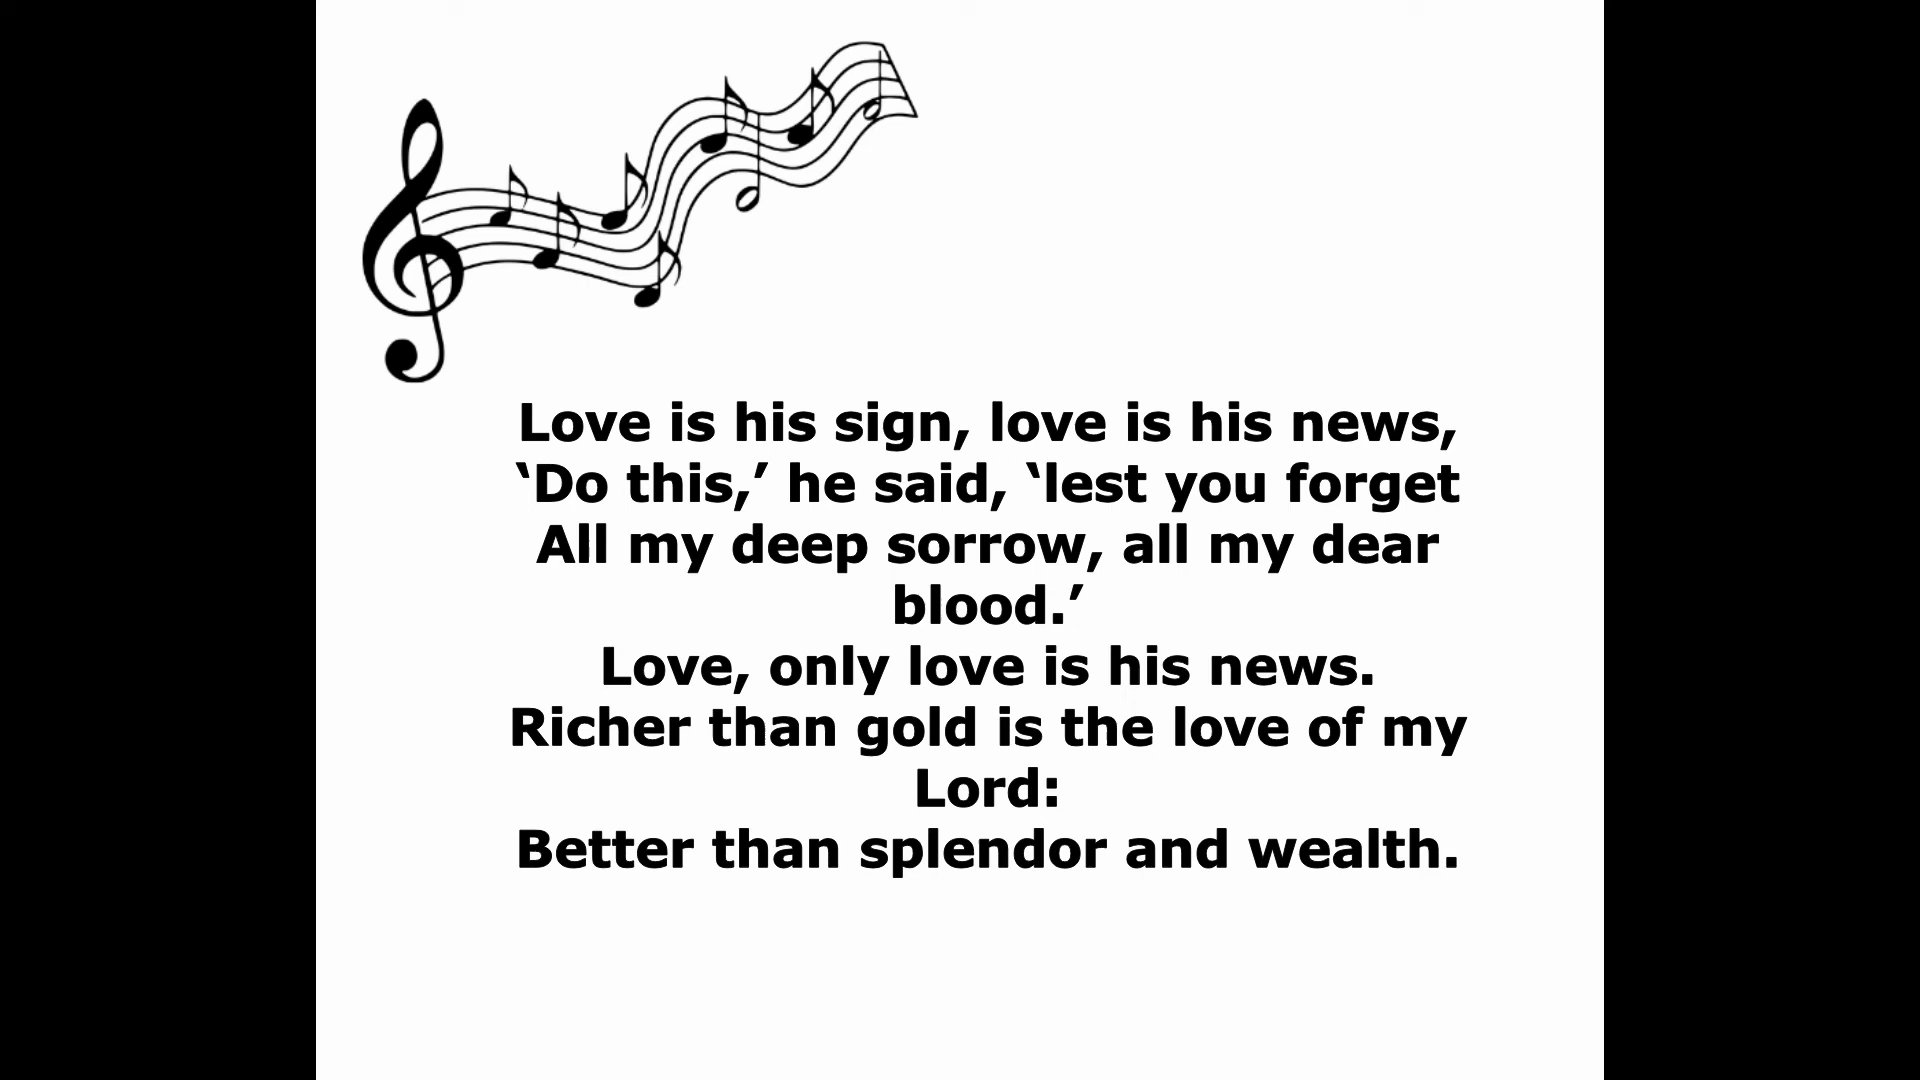 Love is his sign, love is his news,
‘Do this,’ he said, ‘lest you forget
All my deep sorrow, all my dear
blood.’
Love, only love is his news.
Richer than gold is the love of my
Lord:
Better than splendor and wealth.